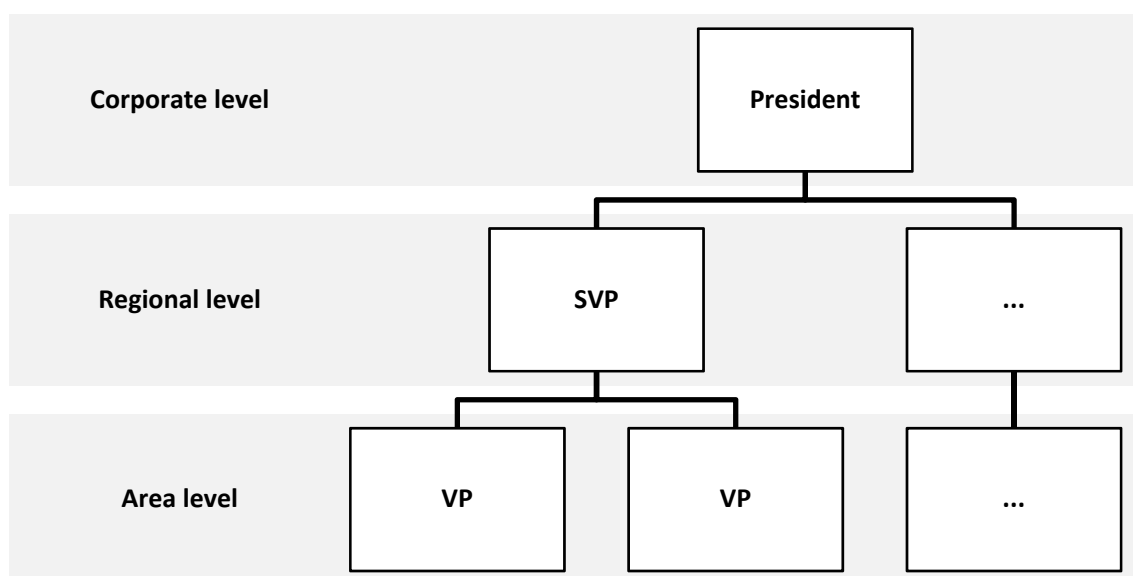 Corporate level
President
Regional level
SVP
...
Area level
VP
VP
...